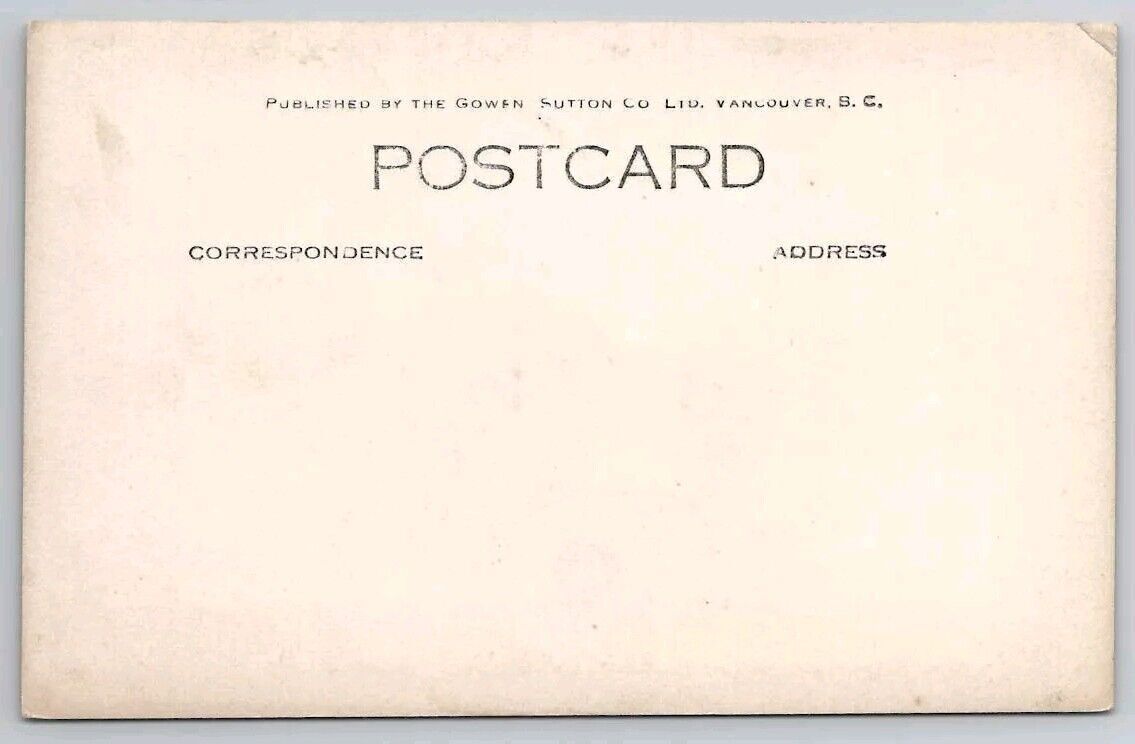 PUBLISHED BY THE GOWEN SUTTON CO LTD. VANCOUVER, B. C.
POSTCARD
CORRESPONDENCE ADDRESS